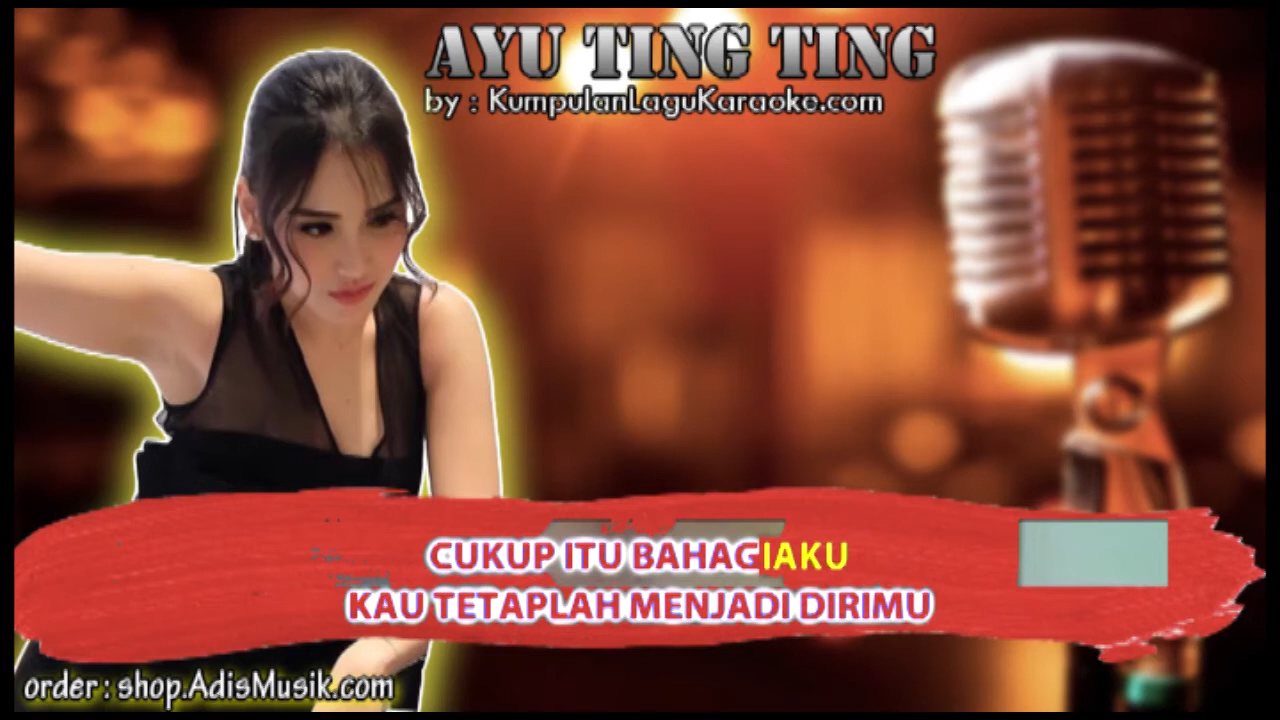 AYU TING TING
by : KumpulanLaguKaraoke.com
CUKUP ITU BAHAGIAKU
KAU TETAPLAH MENJADI DIRIMU
order : shop.AdisMusik.com